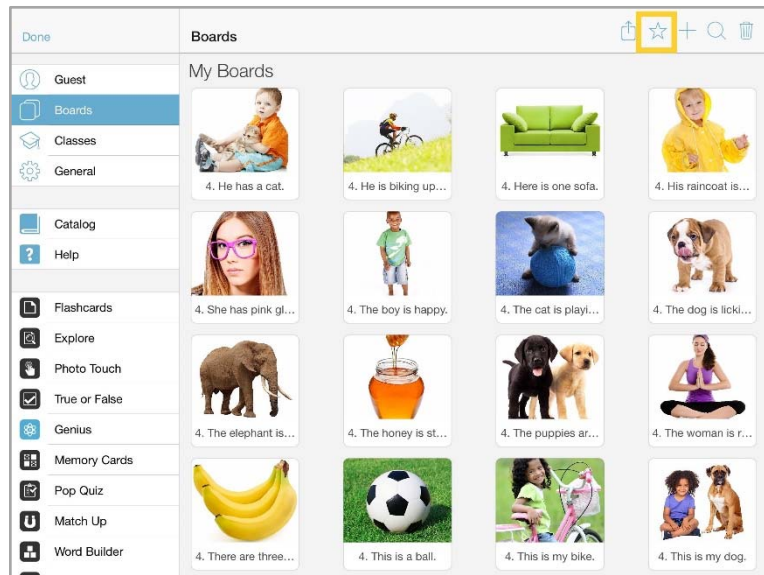 Done
Boards
Guest
Boards
Classes
General
Catalog
? Help
Flashcards
Explore
Photo Touch
True or False
Genius
Memory Cards
Pop Quiz
Match Up
Word Builder
My Boards
4. He has a cat.
4. He is biking up...
4. Here is one sofa.
4. His raincoat is...
4. She has pink gl...
4. The boy is happy.
4. The cat is playi...
4. The dog is licki...
4. The elephant is...
4. The honey is st...
4. The puppies ar...
4. The woman is r...
4. There are three...
4. This is a ball.
4. This is my bike.
4. This is my dog.